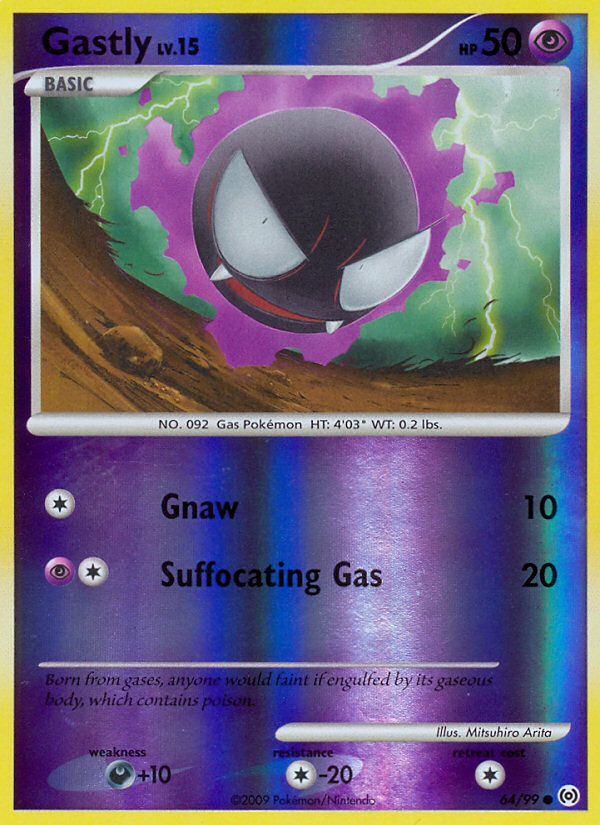 Gastly LV.15 HP 50
BASIC
NO. 092 Gas Pokémon HT: 4'03" WT: 0.2 lbs.
Gnaw 10
Suffocating Gas 20
Born from gases, anyone would faint if engulfed by its gaseous
body, which contains poison.
Illus. Mitsuhiro Arita
weakness resistance retreat cost
+10 -20
©2009 Pokémon/Nintendo 64/99